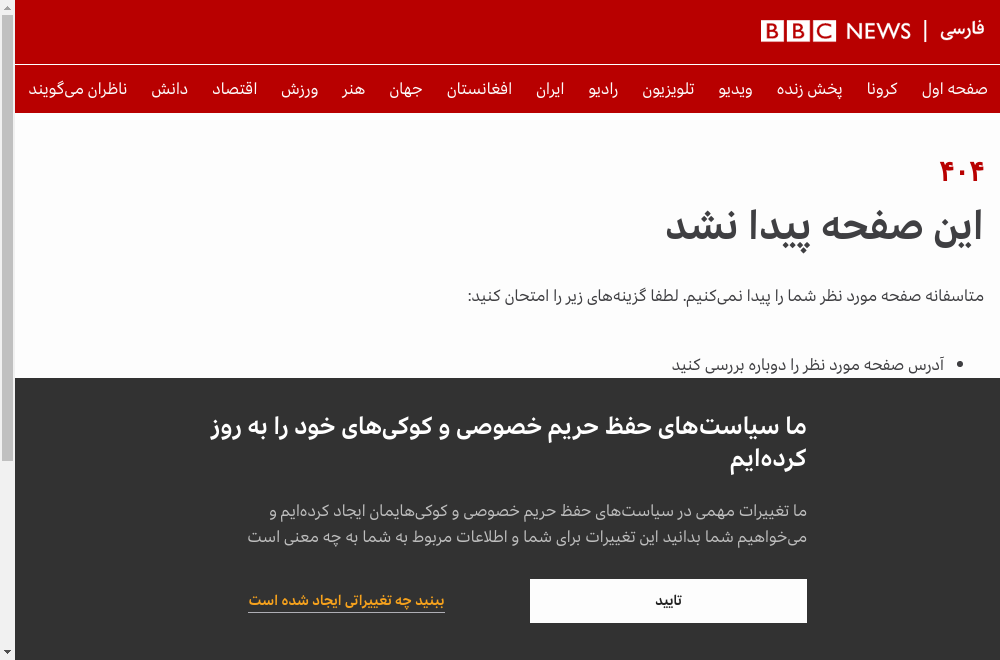 BBC NEWS | فارسی
صفحه اول کرونا پخش زنده ویدیو تلویزیون رادیو ایران افغانستان جهان هنر ورزش اقتصاد دانش ناظران می‌گویند
۴۰۴
این صفحه پیدا نشد
متاسفانه صفحه مورد نظر شما را پیدا نمی‌کنیم. لطفا گزینه‌های زیر را امتحان کنید:
• آدرس صفحه مورد نظر را دوباره بررسی کنید
ما سیاست‌های حفظ حریم خصوصی و کوکی‌های خود را به روز
کرده‌ایم
ما تغییرات مهمی در سیاست‌های حفظ حریم خصوصی و کوکی‌هایمان ایجاد کرده‌ایم و
می‌خواهیم شما بدانید این تغییرات برای شما و اطلاعات مربوط به شما به چه معنی است
تایید
ببنید چه تغییراتی ایجاد شده است